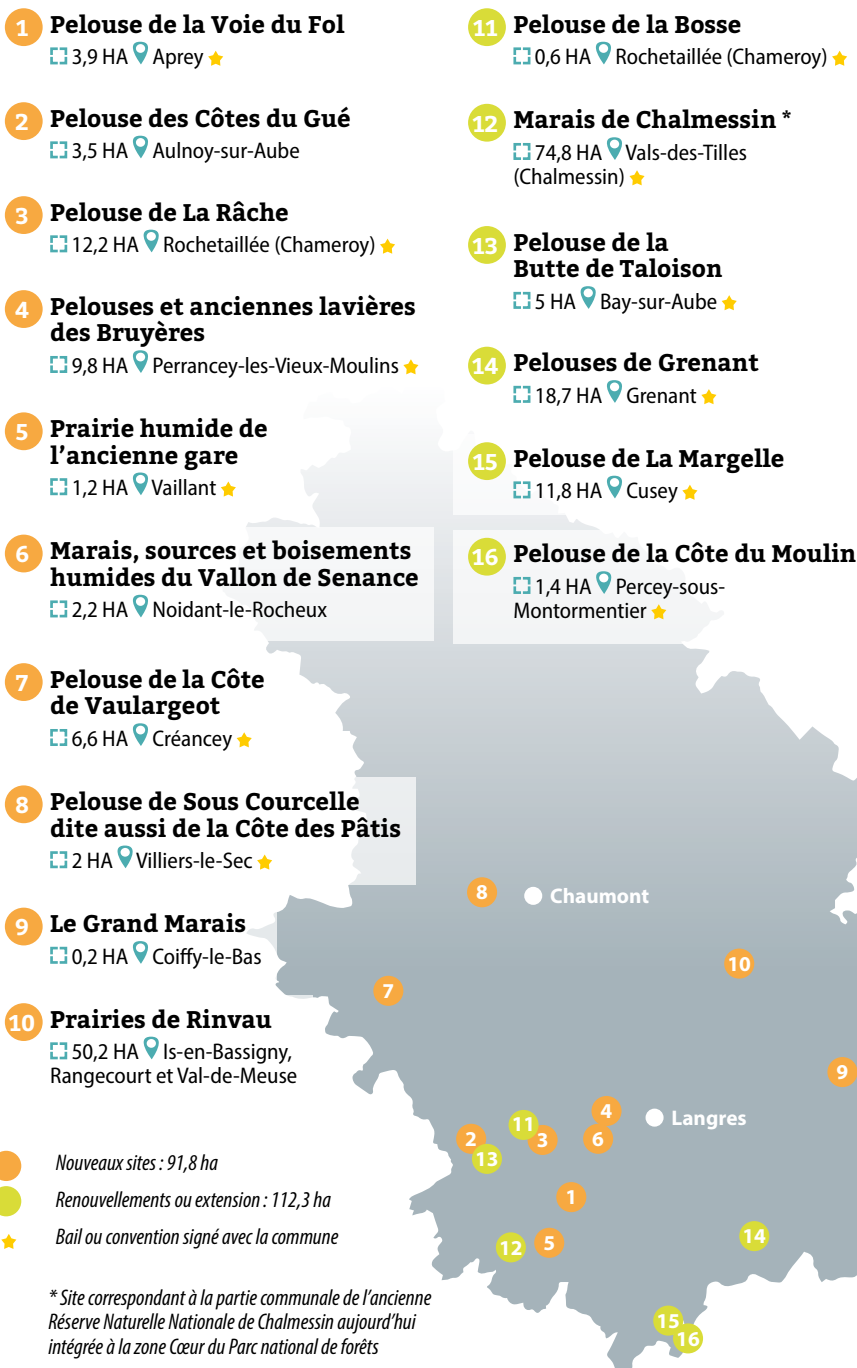 1 Pelouse de la Voie du Fol
3,9 HA Aprey
2 Pelouse des Côtes du Gué
3,5 HA Aulnoy-sur-Aube
3 Pelouse de La Râche
12,2 HA Rochetaillée (Chameroy)
4 Pelouses et anciennes lavières
des Bruyères
9,8 HA Perrancey-les-Vieux-Moulins
5 Prairie humide de
l’ancienne gare
1,2 HA Vaillant
6 Marais, sources et boisements
humides du Vallon de Senance
2,2 HA Noidant-le-Rocheux
7 Pelouse de la Côte
de Vaulargeot
6,6 HA Créancey
8 Pelouse de Sous Courcelle
dite aussi de la Côte des Pâtis
2 HA Villiers-le-Sec
9 Le Grand Marais
0,2 HA Coiffy-le-Bas
10 Prairies de Rinvau
50,2 HA Is-en-Bassigny,
Rangecourt et Val-de-Meuse
11 Pelouse de la Bosse
0,6 HA Rochetaillée (Chameroy)
12 Marais de Chalmessin *
74,8 HA Vals-des-Tilles
(Chalmessin)
13 Pelouse de la
Butte de Taloison
5 HA Bay-sur-Aube
14 Pelouses de Grenant
18,7 HA Grenant
15 Pelouse de La Margelle
11,8 HA Cusey
16 Pelouse de la Côte du Moulin
1,4 HA Percey-sous-
Montormentier
8
Chaumont
10
7
9
4
Langres
11
2
3
6
13
1
14
12
5
15
16
Nouveaux sites : 91,8 ha
Renouvellements ou extension : 112,3 ha
Bail ou convention signé avec la commune
* Site correspondant à la partie communale de l’ancienne
Réserve Naturelle Nationale de Chalmessin aujourd’hui
intégrée à la zone Cœur du Parc national de forêts